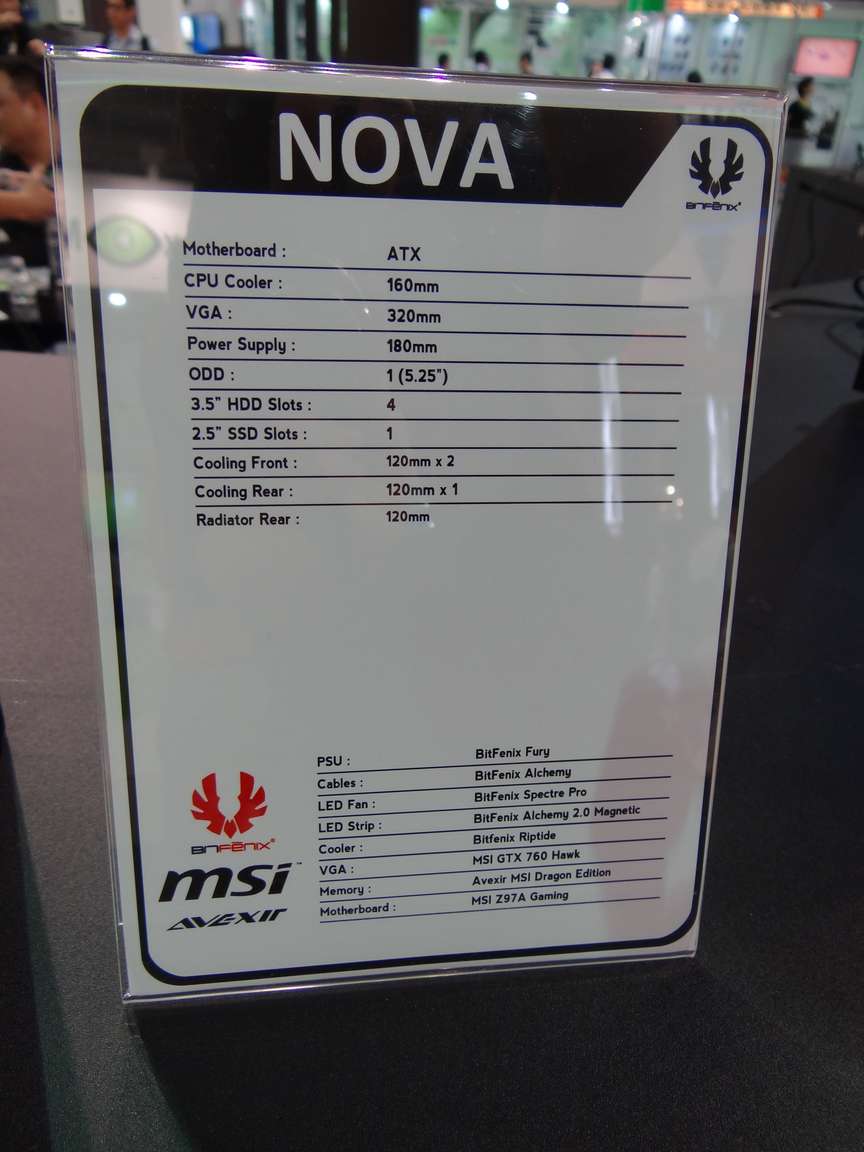 NOVA
BITFËNIX®
Motherboard : ATX
CPU Cooler : 160mm
VGA : 320mm
Power Supply : 180mm
ODD : 1 (5.25")
3.5" HDD Slots : 4
2.5" SSD Slots : 1
Cooling Front : 120mm x 2
Cooling Rear : 120mm x 1
Radiator Rear : 120mm
PSU : BitFenix Fury
Cables : BitFenix Alchemy
LED Fan : BitFenix Spectre Pro
LED Strip : BitFenix Alchemy 2.0 Magnetic
Cooler : Bitfenix Riptide
VGA : MSI GTX 760 Hawk
Memory : Avexir MSI Dragon Edition
Motherboard : MSI Z97A Gaming
BITFËNIX®
msi™
AVEXIR